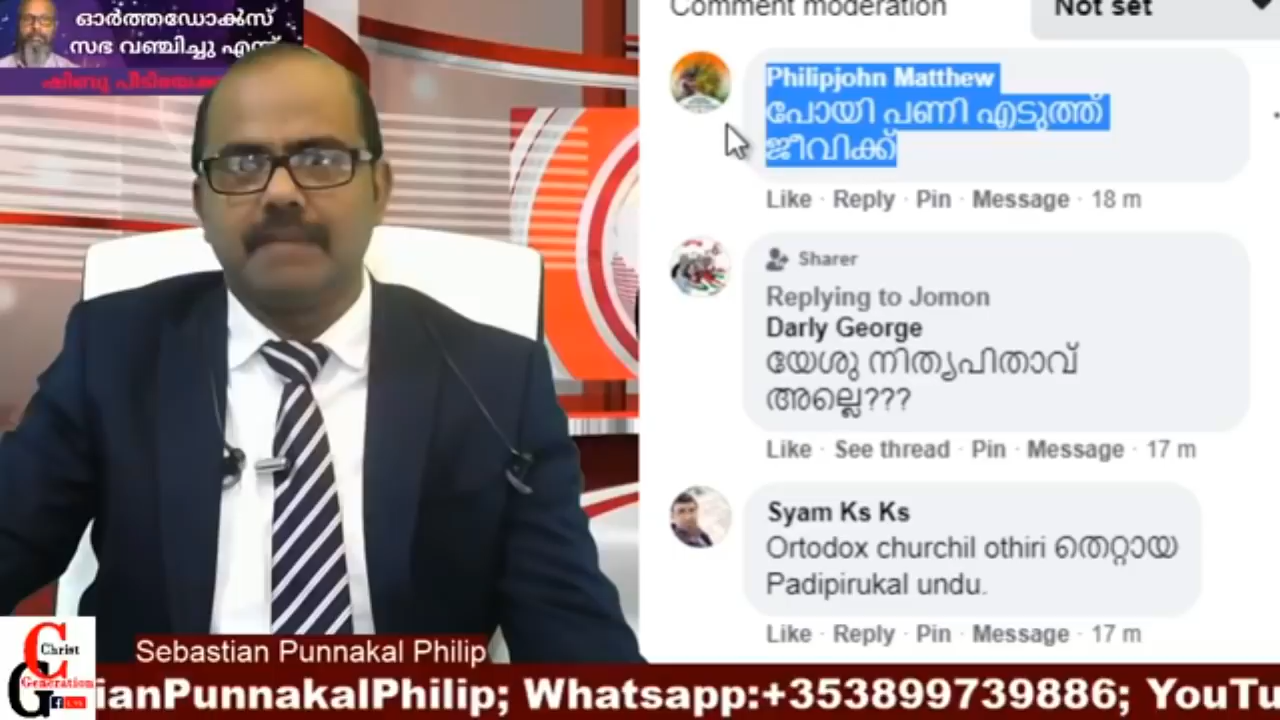 ഓർത്തഡോക്സ്
സഭ വഞ്ചിച്ചു എന്ന്
ഷിബു
Comment moderation
Not set
Philipjohn Matthew
പോയി പണി എടുത്ത്
ജീവിക്ക്
Like · Reply · Pin · Message · 18 m
Sharer
Replying to Jomon
Darly George
യേശു നിത്യപിതാവ്
അല്ലെ???
Like · See thread · Pin · Message · 17 m
Syam Ks Ks
Ortodox churchil othiri തെറ്റായ
Padipirukal undu.
Like · Reply · Pin · Message · 17 m
Sebastian Punnakal Philip
Christ
Generation
ianPunnakalPhilip; Whatsapp:+353899739886; YouTu